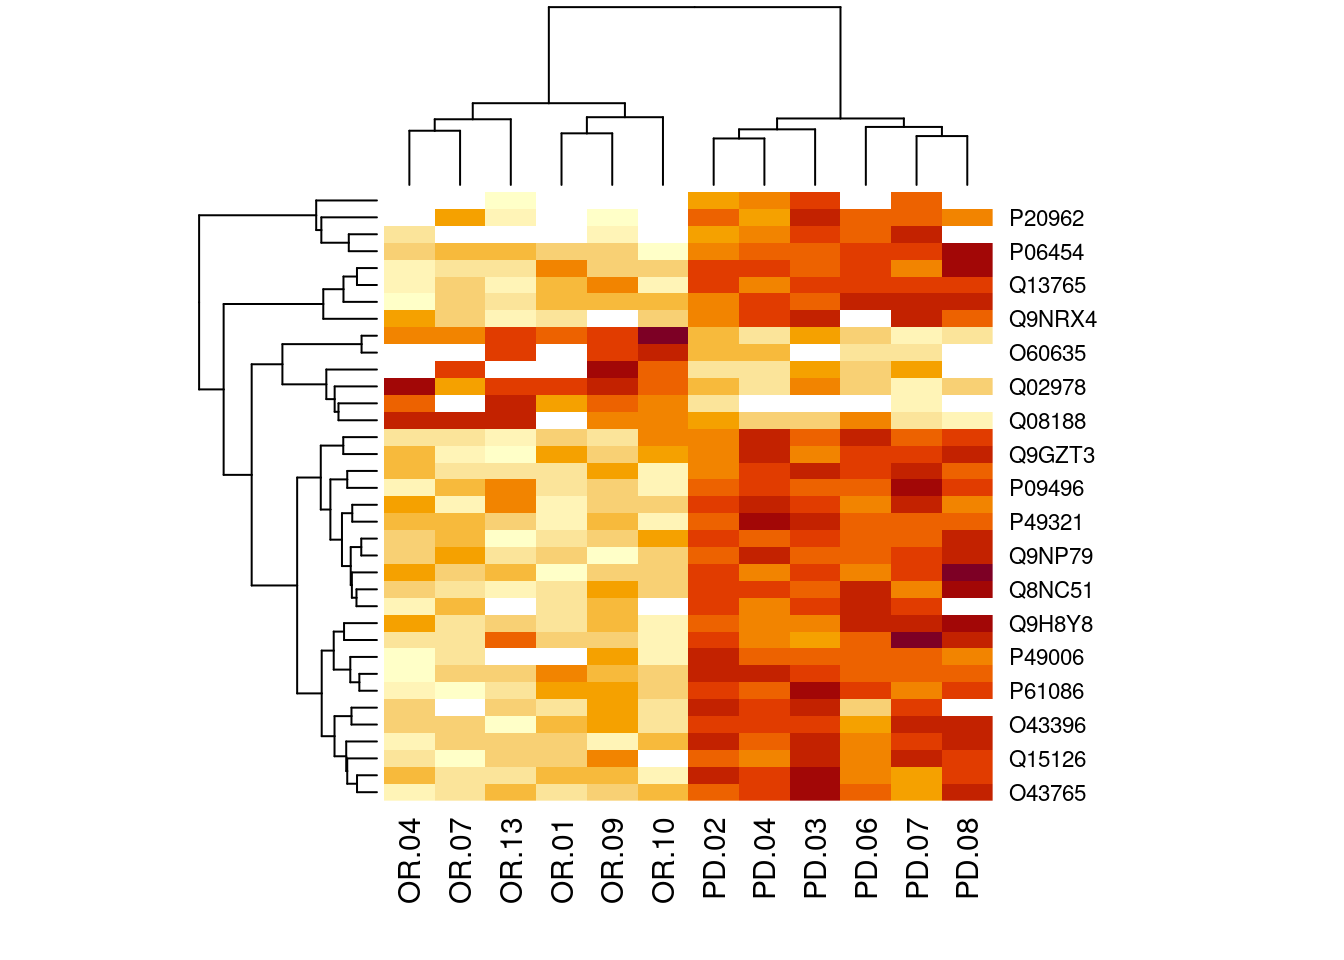 P20962
P06454
Q13765
Q9NRX4
O60635
Q02978
Q08188
Q9GZT3
P09496
P49321
Q9NP79
Q8NC51
Q9H8Y8
P49006
P61086
O43396
Q15126
O43765
OR.04
OR.07
OR.13
OR.01
OR.09
OR.10
PD.02
PD.04
PD.03
PD.06
PD.07
PD.08